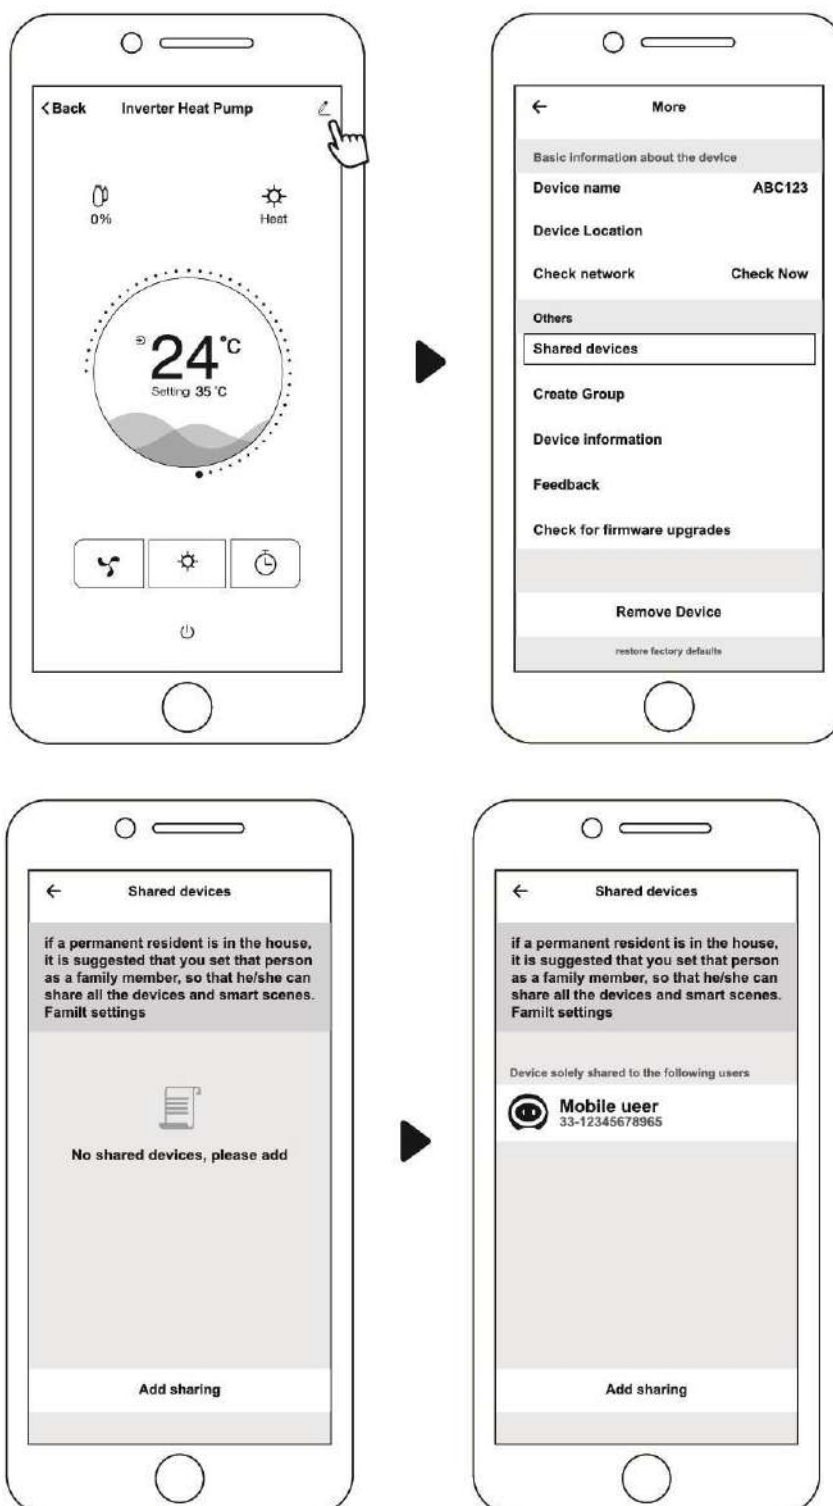 Back Inverter Heat Pump
0% Heat
24°C
Setting 35 °C
More
Basic information about the device
Device name ABC123
Device Location
Check network Check Now
Others
Shared devices
Create Group
Device information
Feedback
Check for firmware upgrades
Remove Device
restore factory defaults
Shared devices
if a permanent resident is in the house,
it is suggested that you set that person
as a family member, so that he/she can
share all the devices and smart scenes.
Familt settings
No shared devices, please add
Add sharing
Shared devices
if a permanent resident is in the house,
it is suggested that you set that person
as a family member, so that he/she can
share all the devices and smart scenes.
Familt settings
Device solely shared to the following users
Mobile ueer
33-12345678965
Add sharing